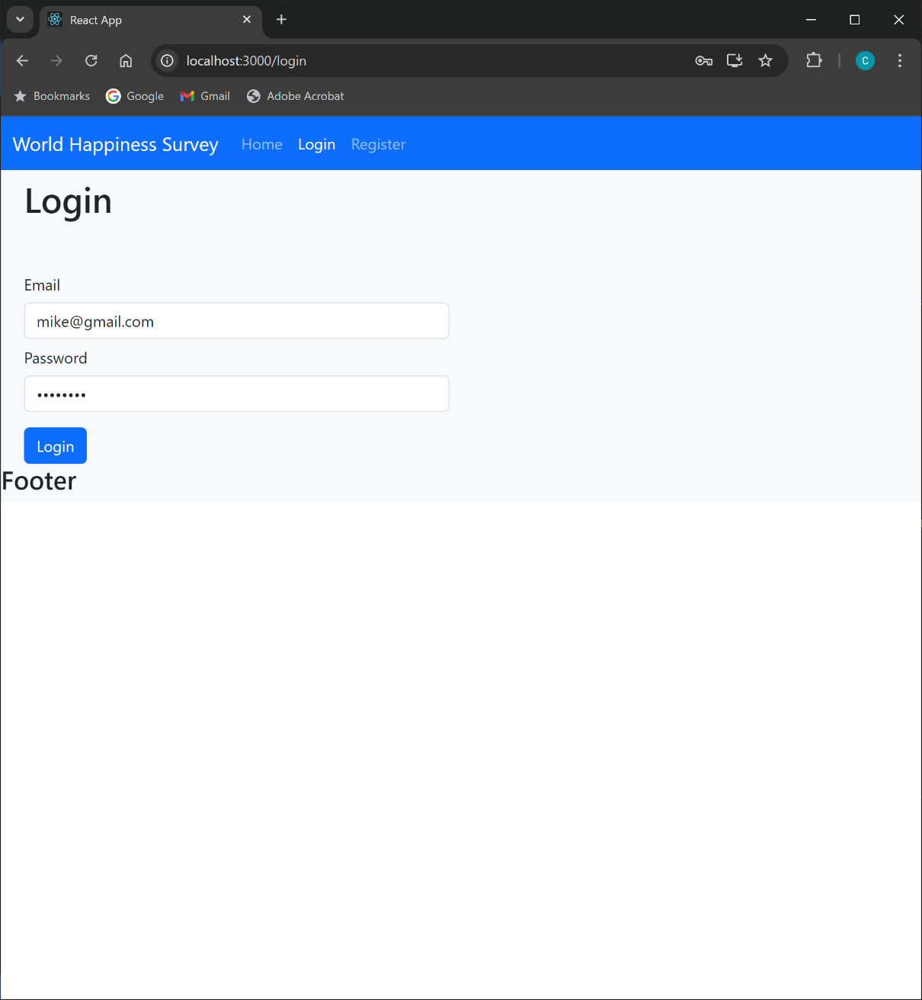 React App
localhost:3000/login
C
Bookmarks Google Gmail Adobe Acrobat
World Happiness Survey Home Login Register
Login
Email
mike@gmail.com
Password
••••••••
Login
Footer